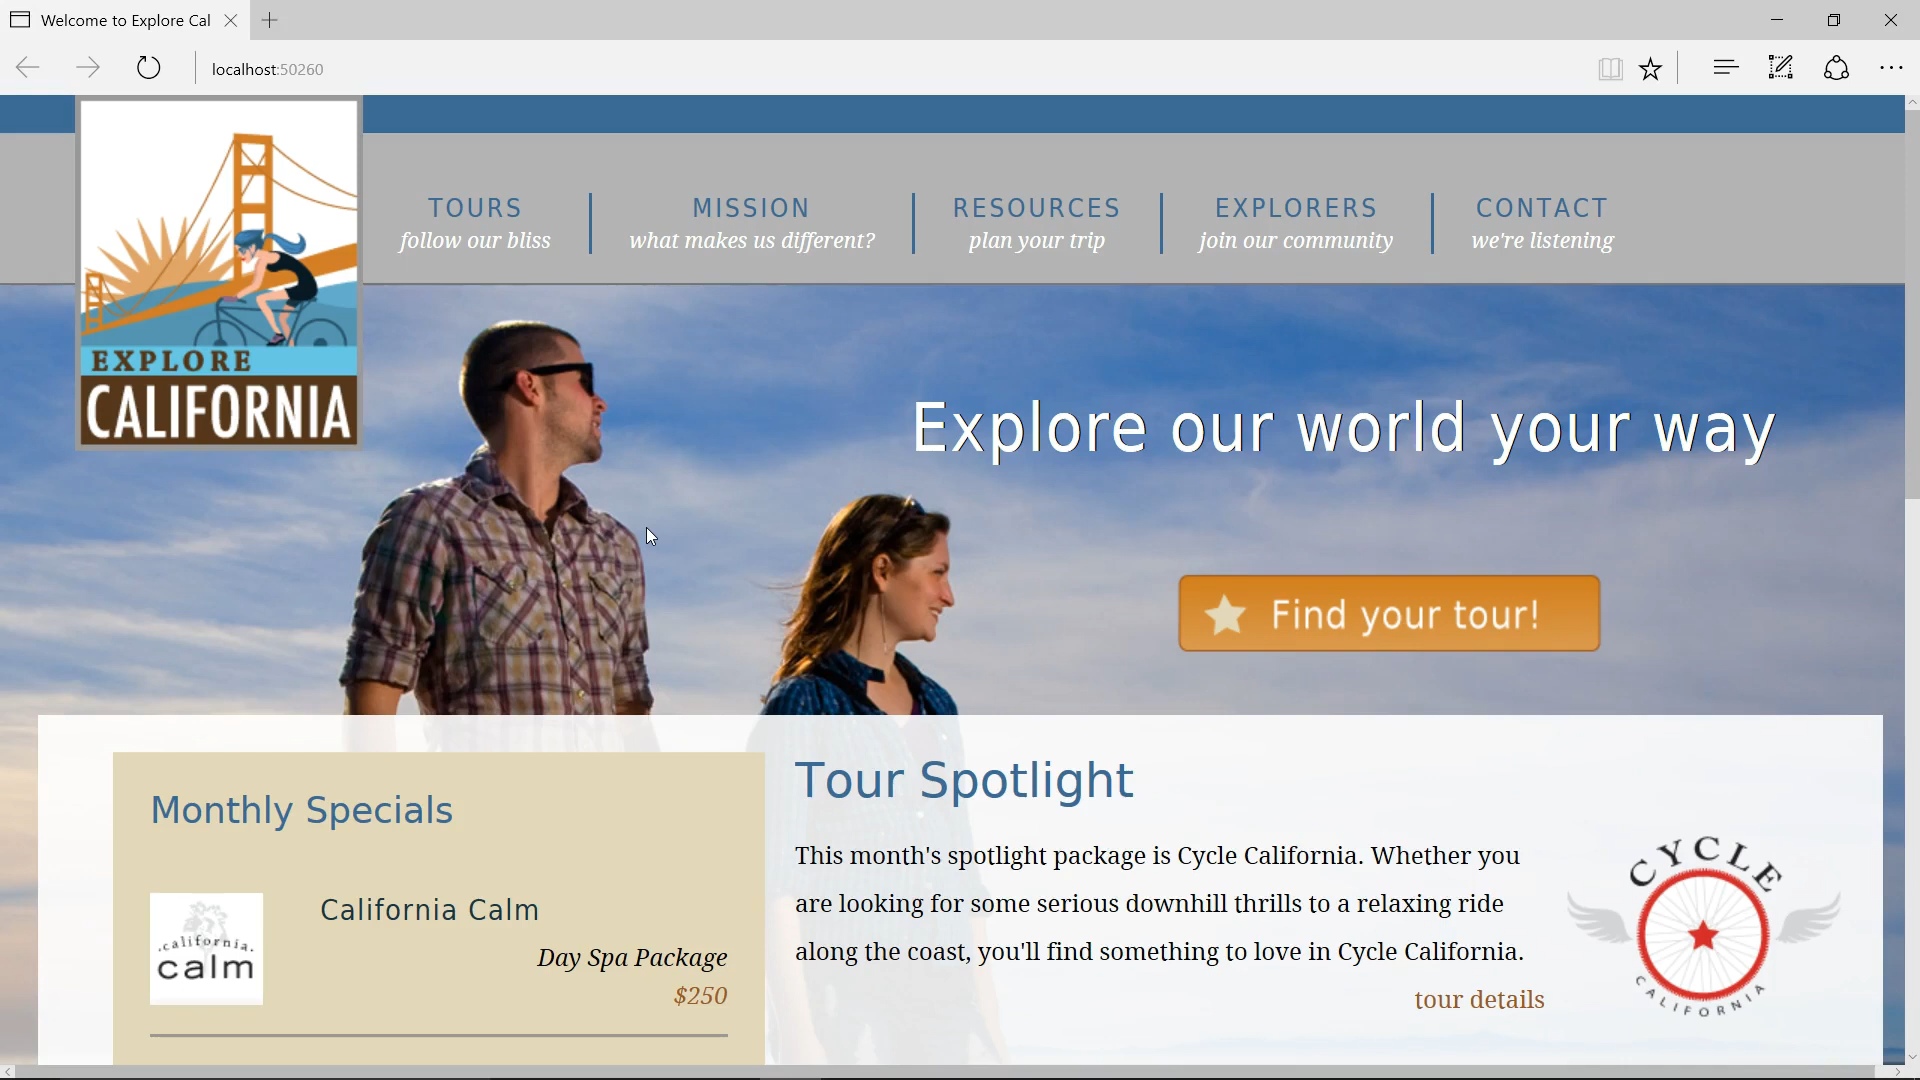 Welcome to Explore Cal
localhost:50260
EXPLORE
CALIFORNIA
TOURS
follow our bliss
MISSION
what makes us different?
RESOURCES
plan your trip
EXPLORERS
join our community
CONTACT
we're listening
Explore our world your way
Find your tour!
Monthly Specials
.california.
calm
California Calm
Day Spa Package
$250
Tour Spotlight
This month's spotlight package is Cycle California. Whether you
are looking for some serious downhill thrills to a relaxing ride
along the coast, you'll find something to love in Cycle California.
tour details
CYCLE
CALIFORNIA